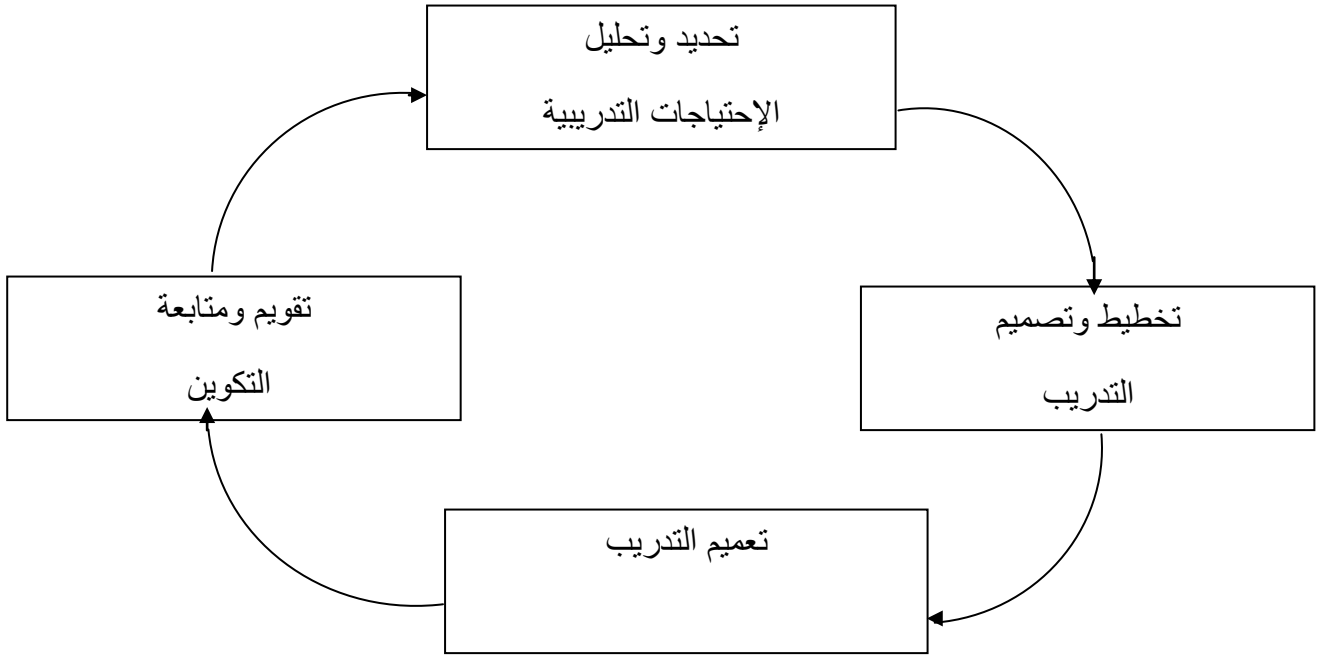 تحديد وتحليل
الإحتياجات التدريبية
تخطيط وتصميم
التدريب
تعميم التدريب
تقويم ومتابعة
التكوين